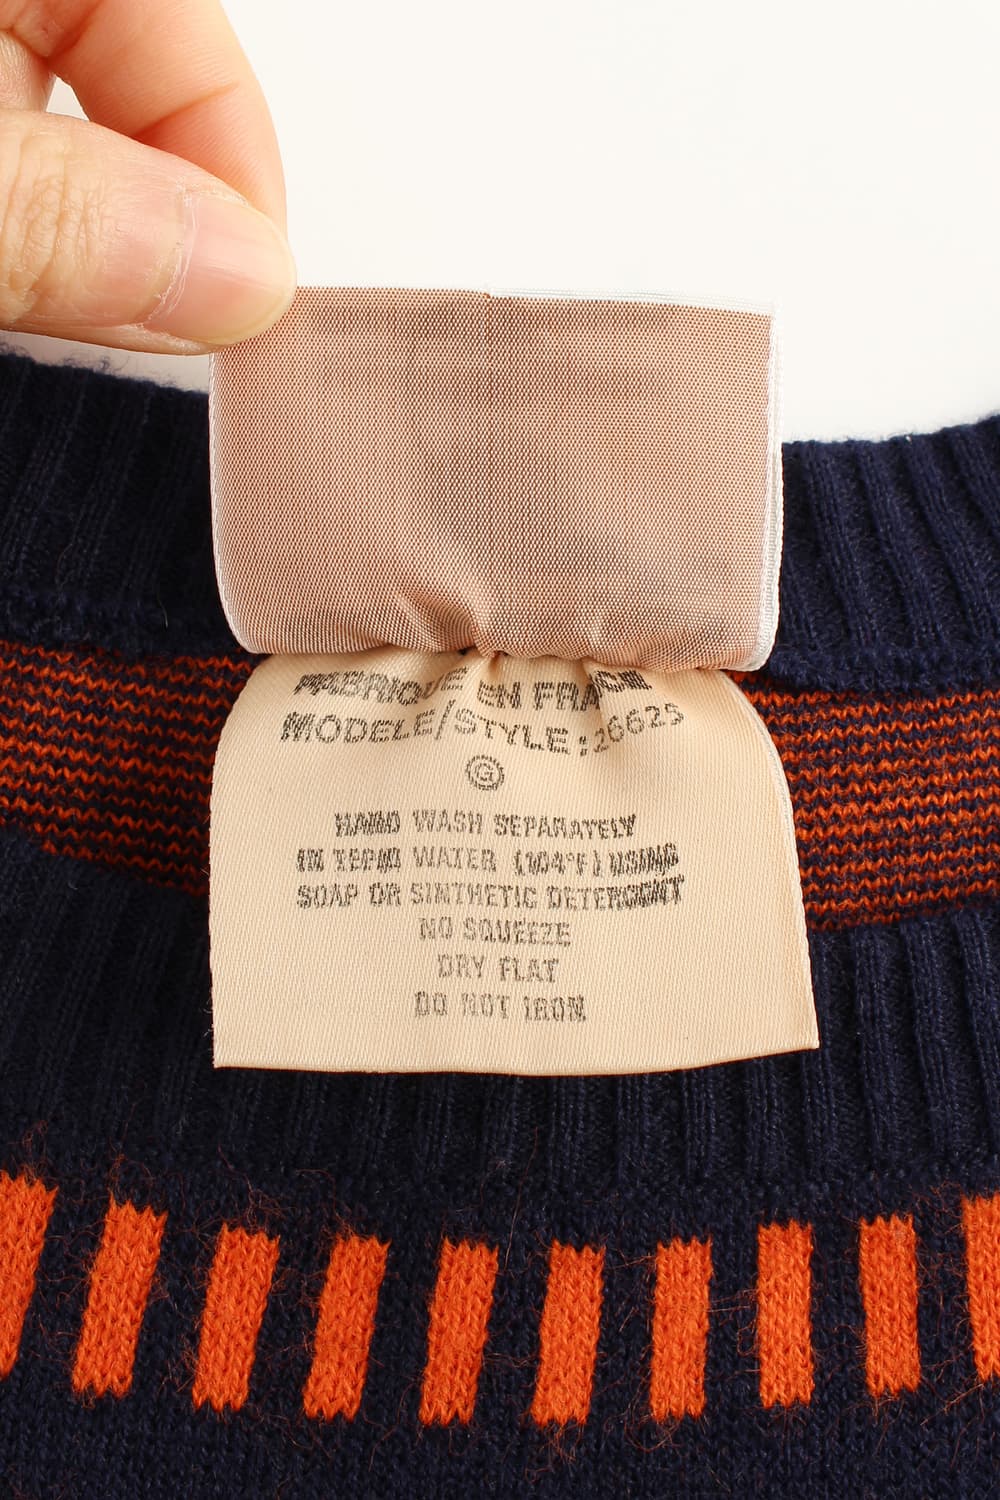 FABRIQUE EN FRANCE
MODELE/STYLE: 26625
G
HAND WASH SEPARATELY
IN TEPID WATER (104°F) USING
SOAP OR SINTHETIC DETERGENT
NO SQUEEZE
DRY FLAT
DO NOT IRON